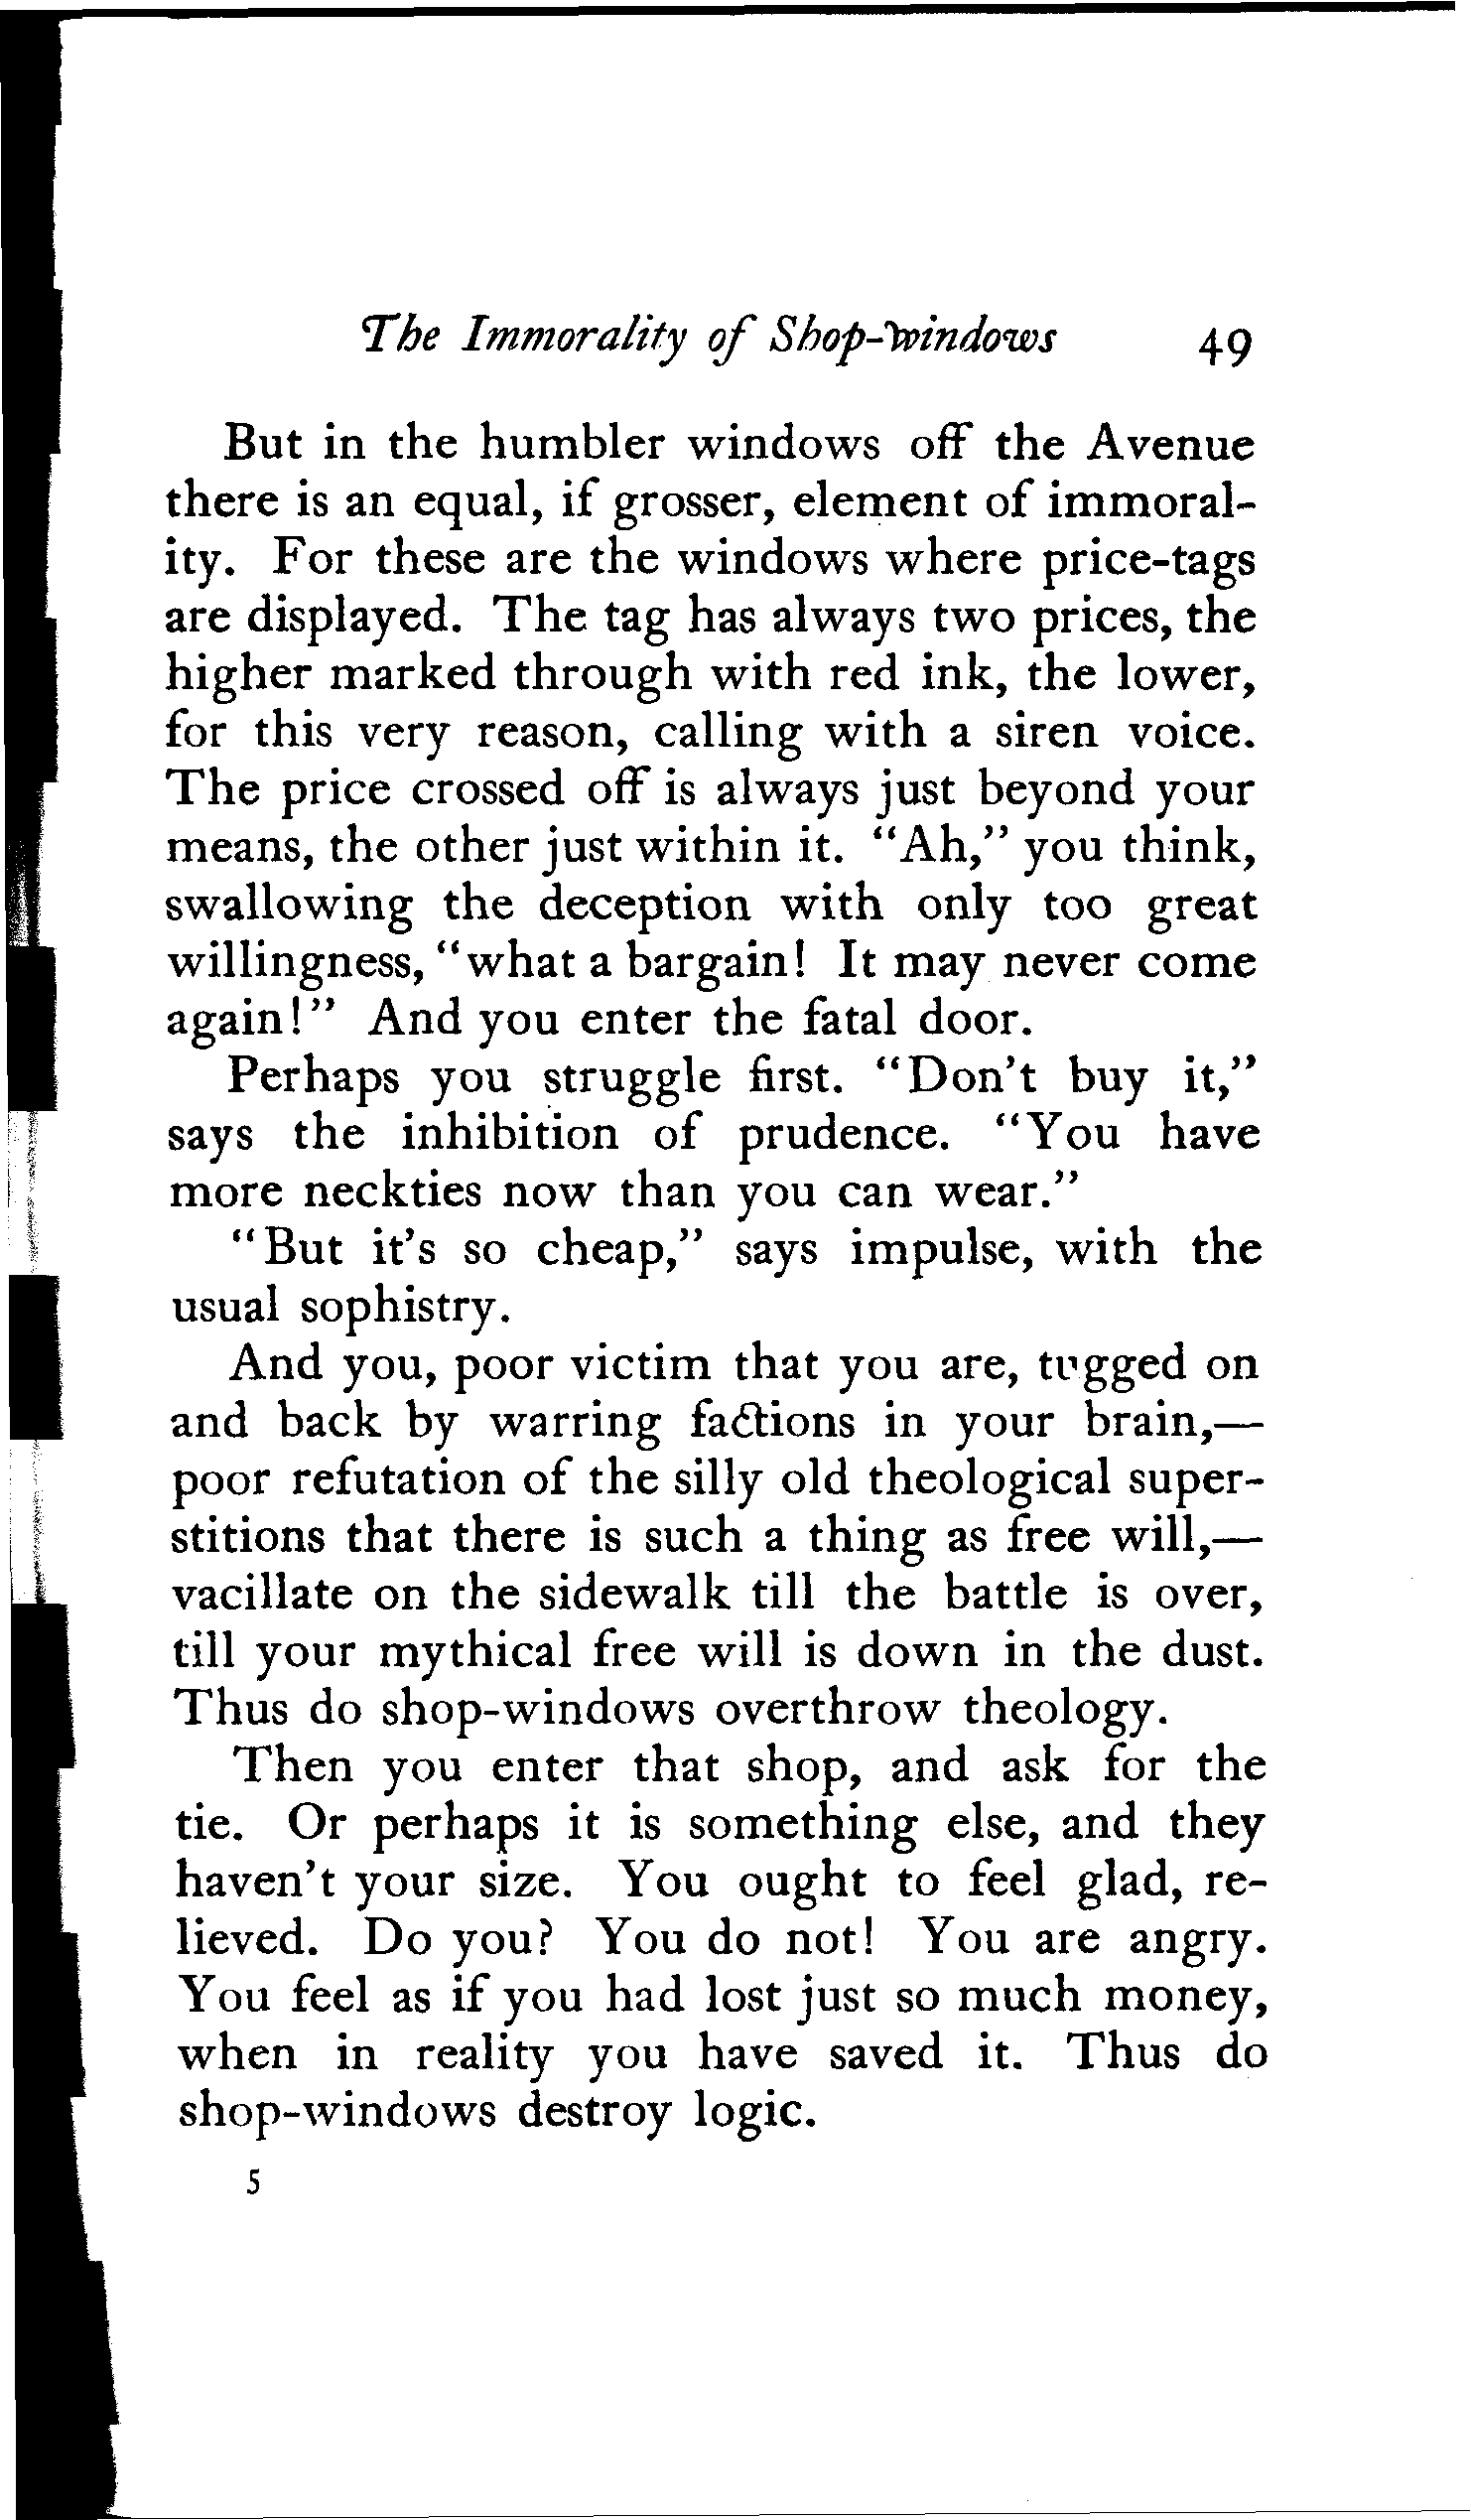 The Immorality of Shop-windows 49
But in the humbler windows off the Avenue
there is an equal, if grosser, element of immoral-
ity. For these are the windows where price-tags
are displayed. The tag has always two prices, the
higher marked through with red ink, the lower,
for this very reason, calling with a siren voice.
The price crossed off is always just beyond your
means, the other just within it. "Ah," you think,
swallowing the deception with only too great
willingness, "what a bargain! It may never come
again!" And you enter the fatal door.
Perhaps you struggle first. "Don't buy it,"
says the inhibition of prudence. "You have
more neckties now than you can wear."
"But it's so cheap," says impulse, with the
usual sophistry.
And you, poor victim that you are, tugged on
and back by warring factions in your brain,—
poor refutation of the silly old theological super-
stitions that there is such a thing as free will,—
vacillate on the sidewalk till the battle is over,
till your mythical free will is down in the dust.
Thus do shop-windows overthrow theology.
Then you enter that shop, and ask for the
tie. Or perhaps it is something else, and they
haven't your size. You ought to feel glad, re-
lieved. Do you? You do not! You are angry.
You feel as if you had lost just so much money,
when in reality you have saved it. Thus do
shop-windows destroy logic.
5